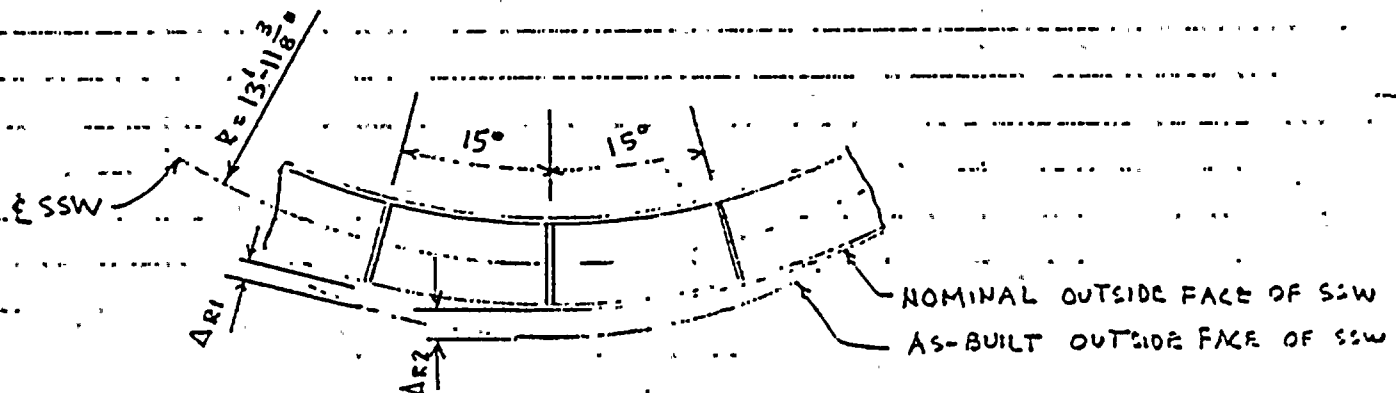 R = 13'-11 3/8"
15° 15°
℄ SSW
NOMINAL OUTSIDE FACE OF SSW
AS-BUILT OUTSIDE FACE OF SSW
ΔR1
ΔR2